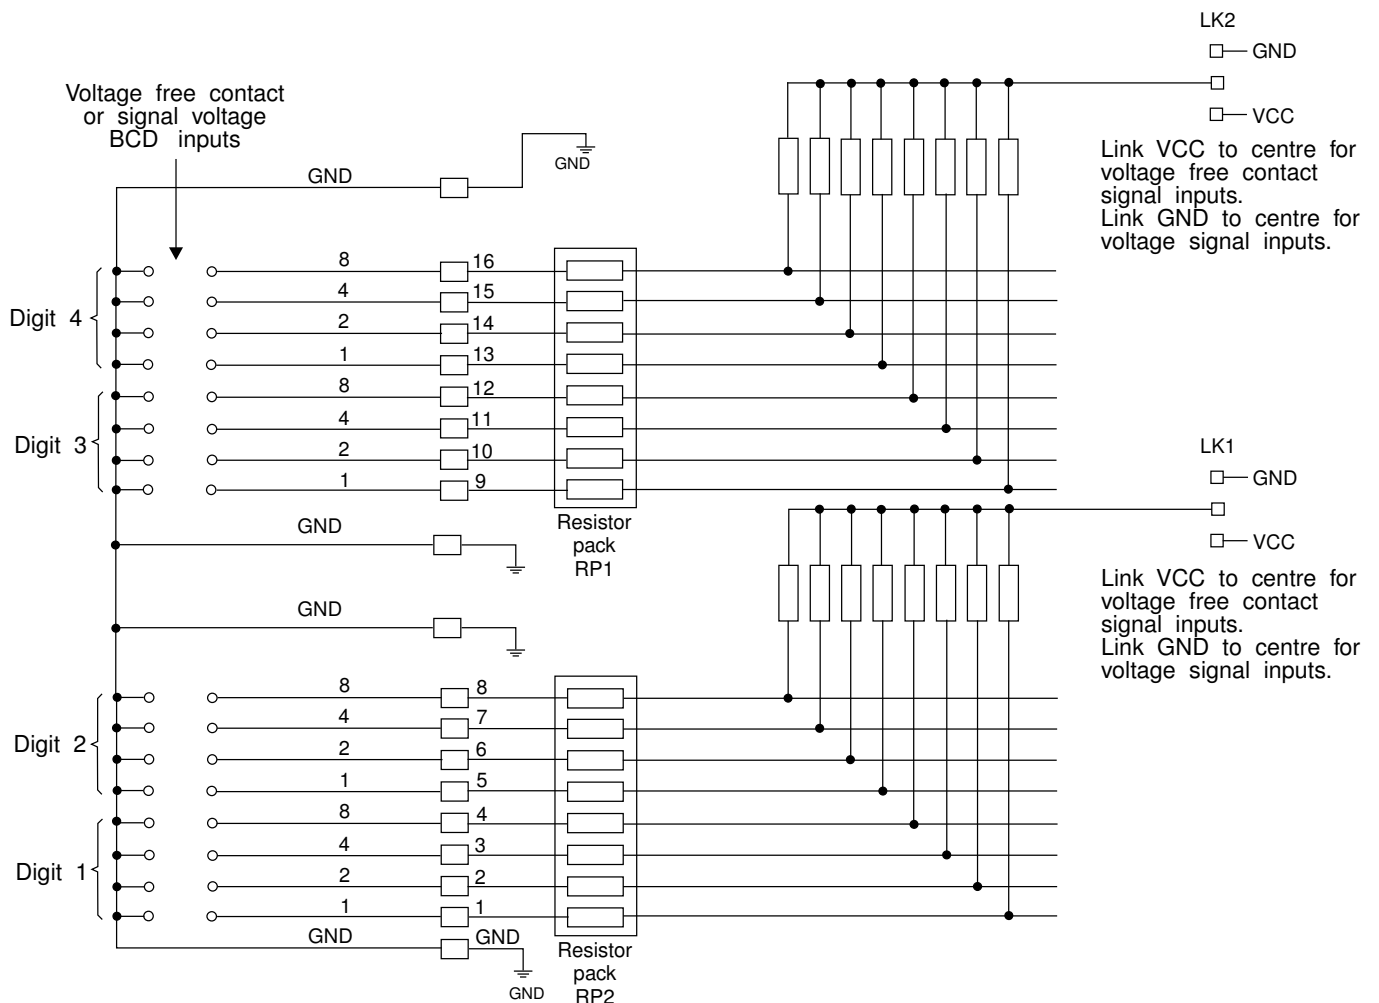 LK2
GND
VCC
Link VCC to centre for
voltage free contact
signal inputs.
Link GND to centre for
voltage signal inputs.
Voltage free contact
or signal voltage
BCD inputs
GND
GND
Digit 4
8 16
4 15
2 14
1 13
Digit 3
8 12
4 11
2 10
1 9
Resistor
pack
RP1
LK1
GND
VCC
Link VCC to centre for
voltage free contact
signal inputs.
Link GND to centre for
voltage signal inputs.
GND
GND
Digit 2
8 8
4 7
2 6
1 5
Digit 1
8 4
4 3
2 2
1 1
GND GND
GND
Resistor
pack
RP2